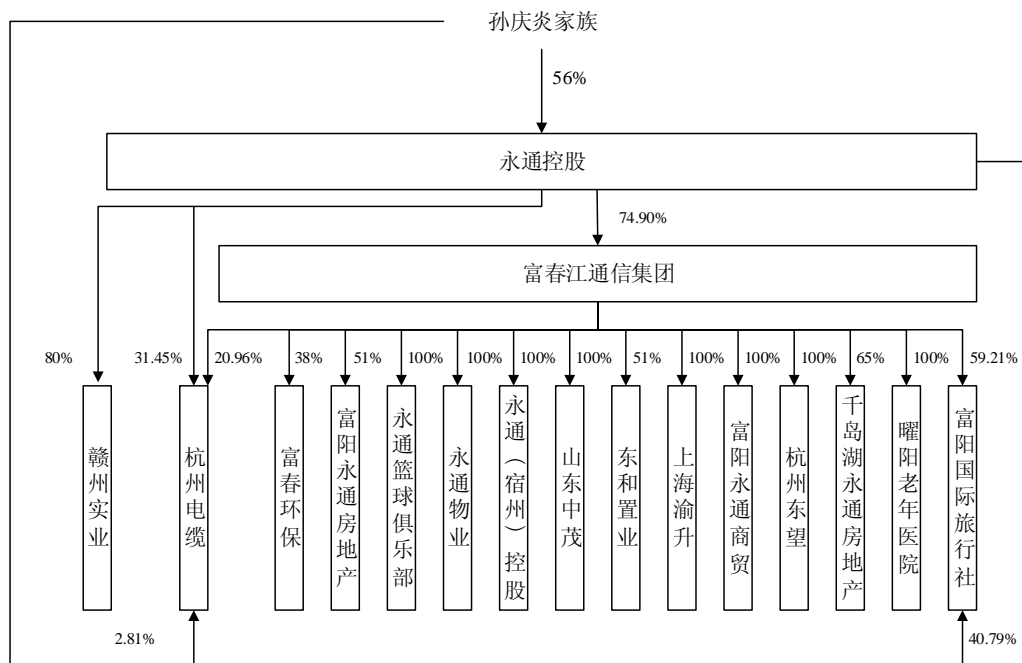 孙庆炎家族
56%
永通控股
74.90%
富春江通信集团
80%
31.45%
20.96%
38%
51%
100%
100%
100%
100%
51%
100%
100%
100%
65%
100%
59.21%
赣州实业
杭州电缆
富春环保
富阳永通房地产
永通篮球俱乐部
永通物业
永通（宿州）控股
山东中茂
东和置业
上海渝升
富阳永通商贸
杭州东望
千岛湖永通房地产
曜阳老年医院
富阳国际旅行社
2.81%
40.79%